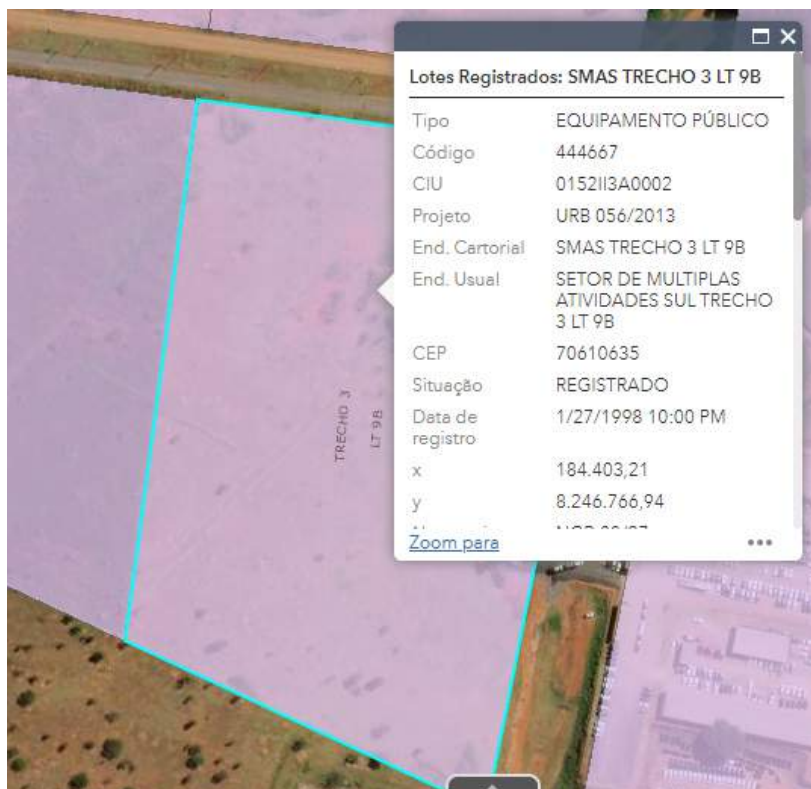 Lotes Registrados: SMAS TRECHO 3 LT 9B
Tipo EQUIPAMENTO PÚBLICO
Código 444667
CIU 0152II3A0002
Projeto URB 056/2013
End. Cartorial SMAS TRECHO 3 LT 9B
End. Usual SETOR DE MULTIPLAS
ATIVIDADES SUL TRECHO
3 LT 9B
CEP 70610635
Situação REGISTRADO
Data de registro 1/27/1998 10:00 PM
x 184.403,21
y 8.246.766,94
Zoom para
TRECHO 3
LT 9B